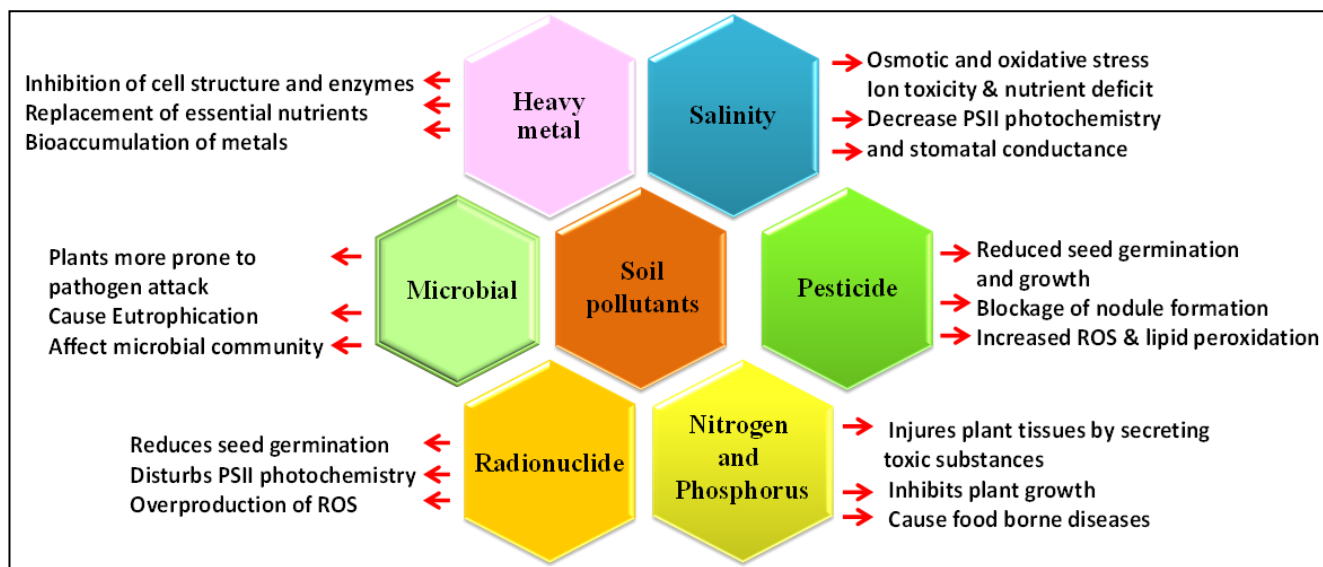 Heavy
metal
Inhibition of cell structure and enzymes
Replacement of essential nutrients
Bioaccumulation of metals
Salinity
Osmotic and oxidative stress
Ion toxicity & nutrient deficit
Decrease PSII photochemistry
and stomatal conductance
Microbial
Plants more prone to
pathogen attack
Cause Eutrophication
Affect microbial community
Soil
pollutants
Pesticide
Reduced seed germination
and growth
Blockage of nodule formation
Increased ROS & lipid peroxidation
Radionuclide
Reduces seed germination
Disturbs PSII photochemistry
Overproduction of ROS
Nitrogen
and
Phosphorus
Injures plant tissues by secreting
toxic substances
Inhibits plant growth
Cause food borne diseases